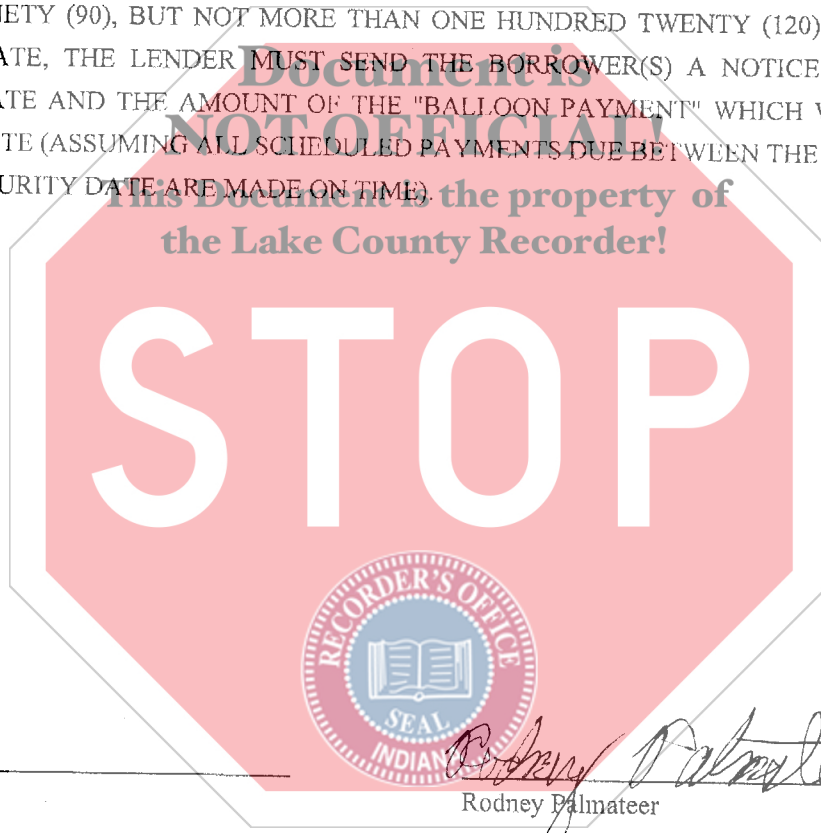 NETY (90), BUT NOT MORE THAN ONE HUNDRED TWENTY (120)
ATE, THE LENDER MUST SEND THE BORROWER(S) A NOTICE
Document is
ATE AND THE AMOUNT OF THE "BALLOON PAYMENT" WHICH
NOT OFFICIAL!
TE (ASSUMING ALL SCHEDULED PAYMENTS DUE BETWEEN THE
URITY DATE ARE MADE ON TIME).
This Document is the property of
the Lake County Recorder!
STOP
RECORDER'S OFFICE
SEAL
INDIANA
Rodney Palmateer
Rodney Palmateer